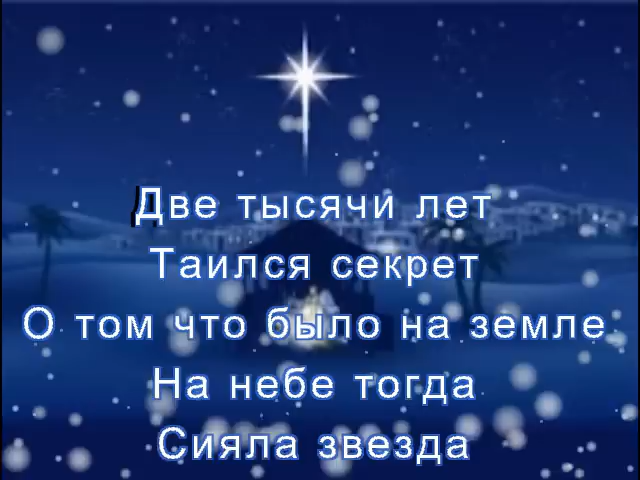 Две тысячи лет
Таился секрет
О том что было на земле
На небе тогда
Сияла звезда